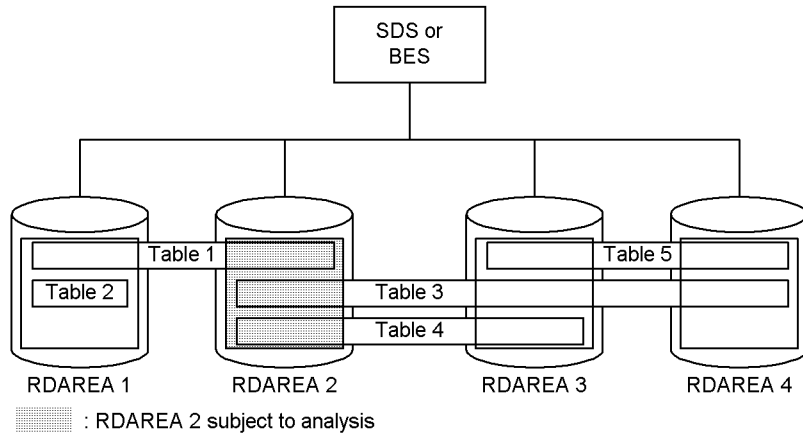 SDS or
BES
Table 1
Table 5
Table 2
Table 3
Table 4
RDAREA 1
RDAREA 2
RDAREA 3
RDAREA 4
: RDAREA 2 subject to analysis